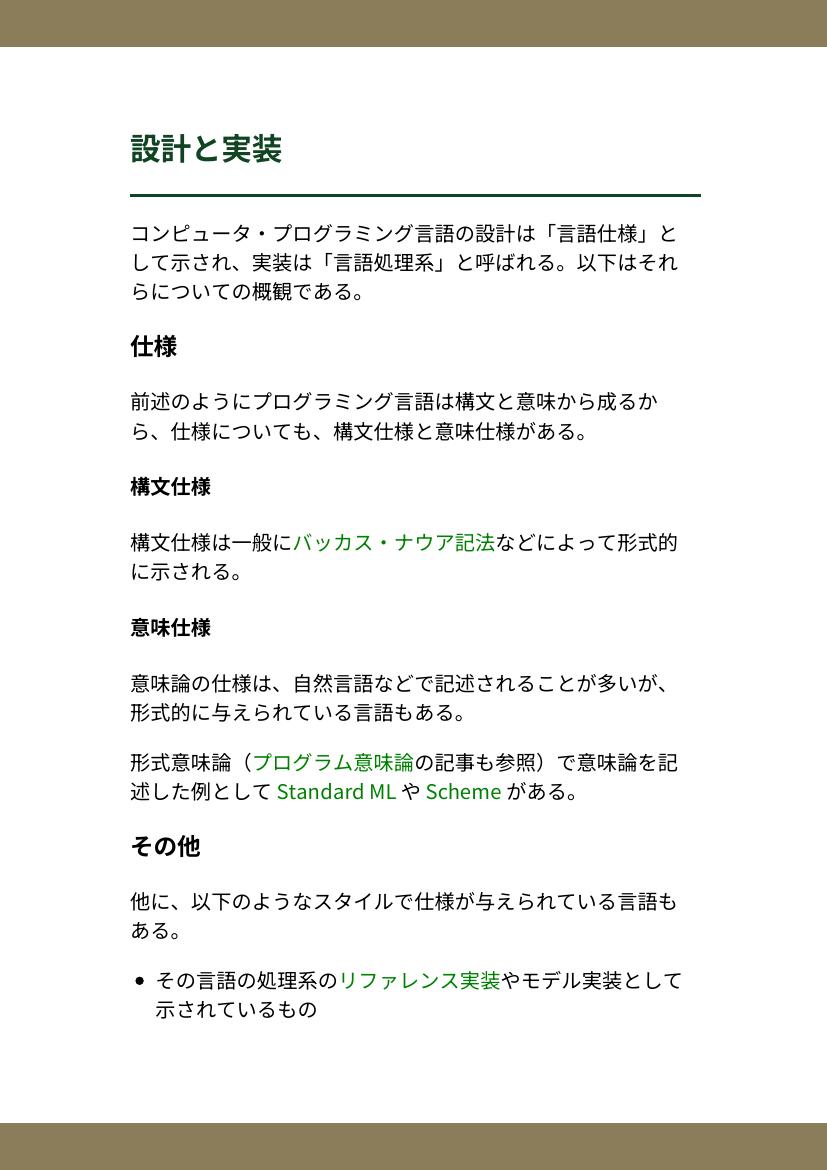 設計と実装
コンピュータ・プログラミング言語の設計は「言語仕様」と
して示され、実装は「言語処理系」と呼ばれる。以下はそれ
らについての概観である。
仕様
前述のようにプログラミング言語は構文と意味から成るか
ら、仕様についても、構文仕様と意味仕様がある。
構文仕様
構文仕様は一般にバッカス・ナウア記法などによって形式的
に示される。
意味仕様
意味論の仕様は、自然言語などで記述されることが多いが、
形式的に与えられている言語もある。
形式意味論（プログラム意味論の記事も参照）で意味論を記
述した例として Standard ML や Scheme がある。
その他
他に、以下のようなスタイルで仕様が与えられている言語も
ある。
• その言語の処理系のリファレンス実装やモデル実装として
示されているもの